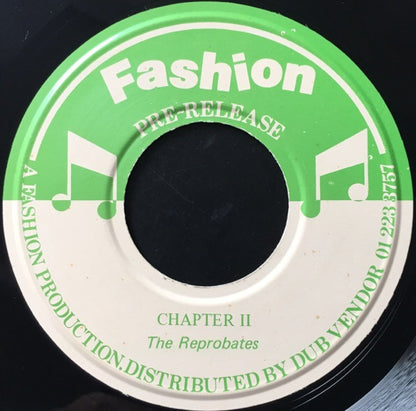 Fashion
PRE-RELEASE
CHAPTER II
The Reprobates
A FASHION PRODUCTION. DISTRIBUTED BY DUB VENDOR 01 223 3757